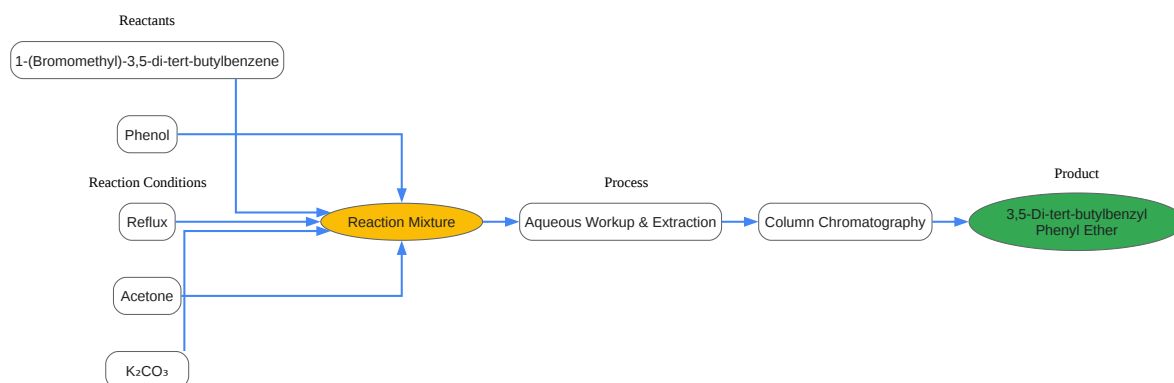 Reactants
1-(Bromomethyl)-3,5-di-tert-butylbenzene
Phenol
Reaction Conditions
Reflux
Acetone
K₂CO₃
Reaction Mixture
Process
Aqueous Workup & Extraction
Column Chromatography
Product
3,5-Di-tert-butylbenzyl
Phenyl Ether